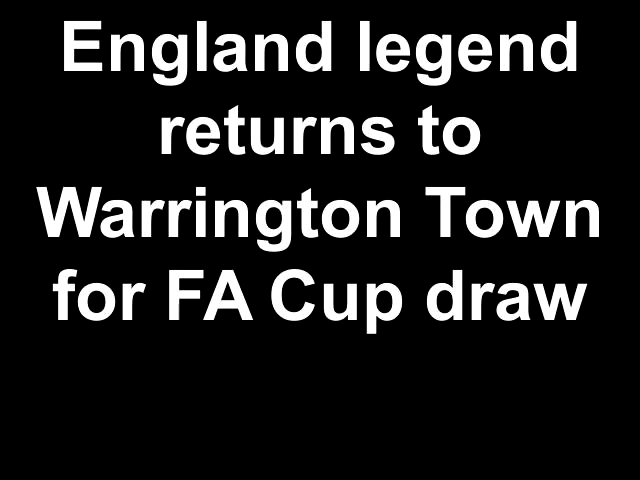 England legend
returns to
Warrington Town
for FA Cup draw